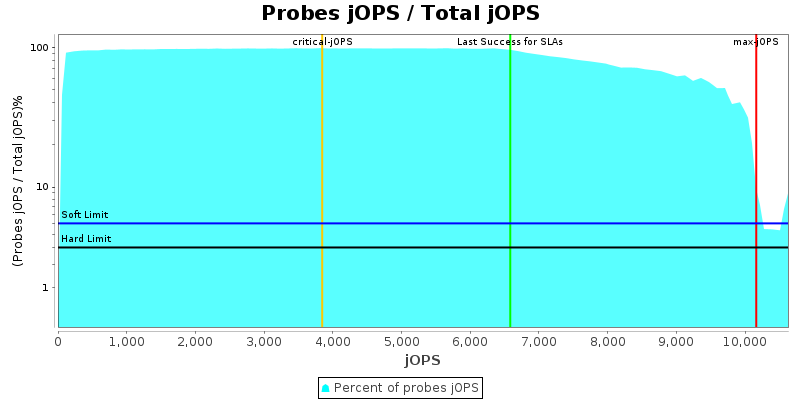 Probes jOPS / Total jOPS
critical-jOPS
Last Success for SLAs
max-jOPS
(Probes jOPS / Total jOPS)%
100
10
1
Soft Limit
Hard Limit
0
1,000
2,000
3,000
4,000
5,000
6,000
7,000
8,000
9,000
10,000
jOPS
Percent of probes jOPS